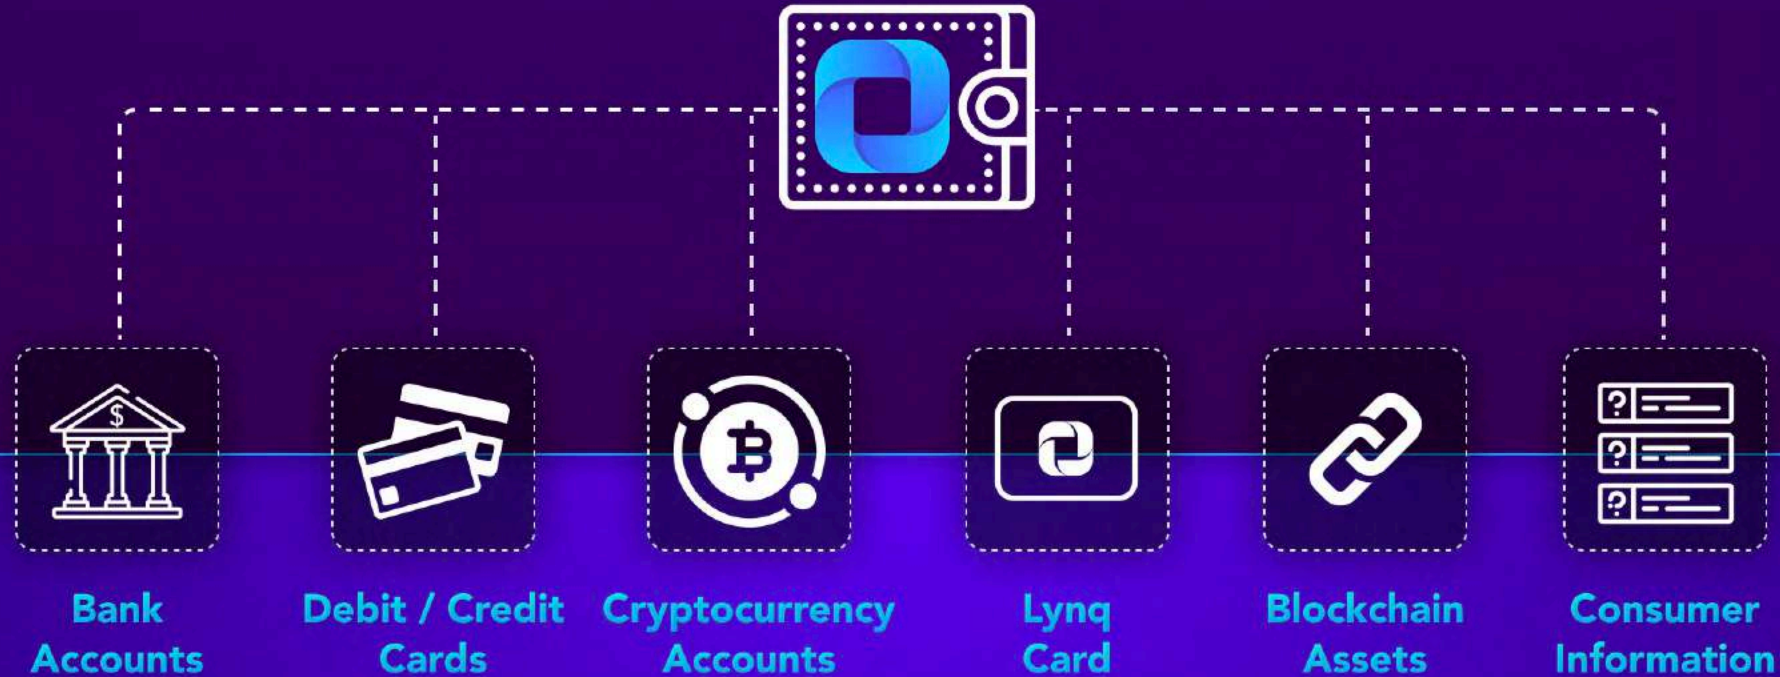 Bank
Accounts
Debit / Credit
Cards
Cryptocurrency
Accounts
Lynq
Card
Blockchain
Assets
Consumer
Information